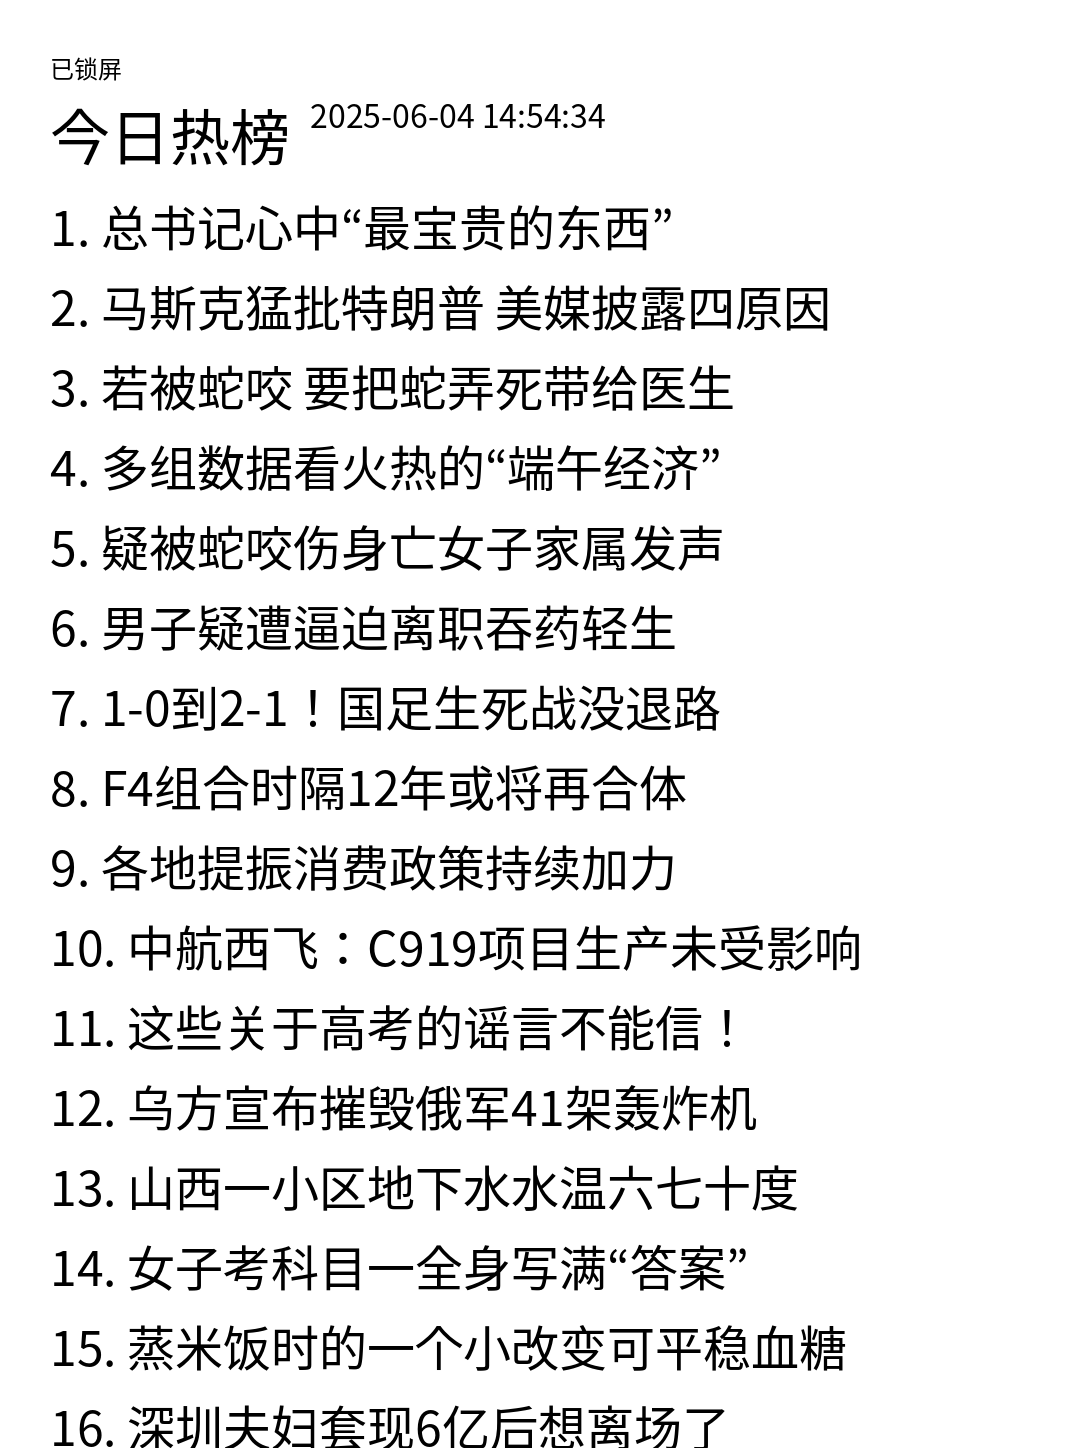 已锁屏
今日热榜 2025-06-04 14:54:34
1. 总书记心中“最宝贵的东西”
2. 马斯克猛批特朗普 美媒披露四原因
3. 若被蛇咬 要把蛇弄死带给医生
4. 多组数据看火热的“端午经济”
5. 疑被蛇咬伤身亡女子家属发声
6. 男子疑遭逼迫离职吞药轻生
7. 1-0到2-1！国足生死战没退路
8. F4组合时隔12年或将再合体
9. 各地提振消费政策持续加力
10. 中航西飞：C919项目生产未受影响
11. 这些关于高考的谣言不能信！
12. 乌方宣布摧毁俄军41架轰炸机
13. 山西一小区地下水水温六七十度
14. 女子考科目一全身写满“答案”
15. 蒸米饭时的一个小改变可平稳血糖
16. 深圳夫妇套现6亿后想离场了